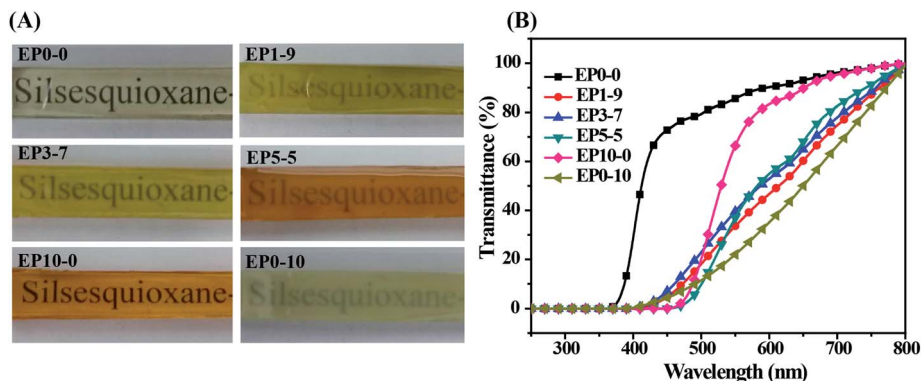 (A)
EP0-0
Silsesquioxane-
EP1-9
Silsesquioxane-
EP3-7
Silsesquioxane-
EP5-5
Silsesquioxane-
EP10-0
Silsesquioxane-
EP0-10
Silsesquioxane-
(B)
Transmittance (%)
100
80
60
40
20
0
EP0-0
EP1-9
EP3-7
EP5-5
EP10-0
EP0-10
300 400 500 600 700 800
Wavelength (nm)